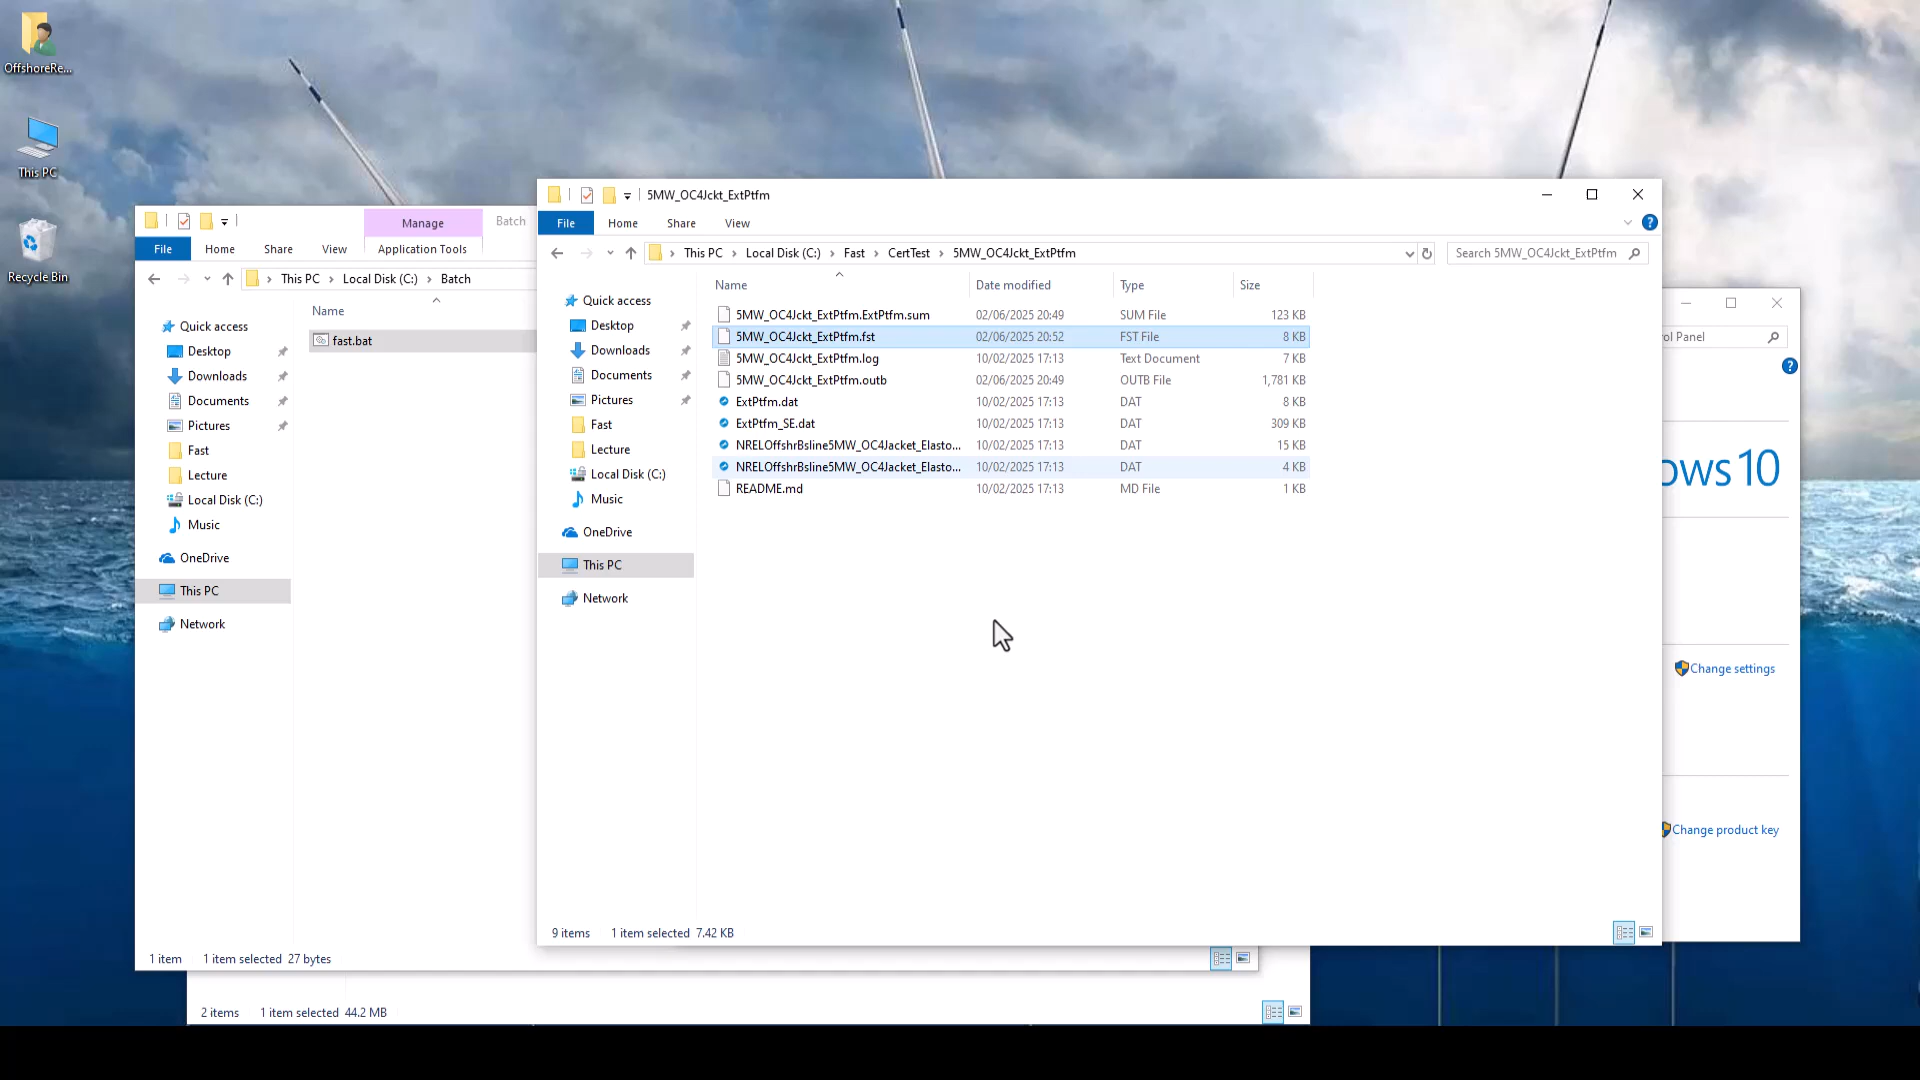 OffshoreRe...
This PC
Recycle Bin
Manage
Batch
File
Home
Share
View
Application Tools
This PC > Local Disk (C:) > Batch
Name
Quick access
Desktop
Downloads
Documents
Pictures
Fast
Lecture
Local Disk (C:)
Music
OneDrive
This PC
Network
fast.bat
1 item 1 item selected 27 bytes
2 items 1 item selected 44.2 MB
5MW_OC4Jckt_ExtPtfm
File Home Share View
This PC > Local Disk (C:) > Fast > CertTest > 5MW_OC4Jckt_ExtPtfm
Search 5MW_OC4Jckt_ExtPtfm
Quick access
Desktop
Downloads
Documents
Pictures
Fast
Lecture
Local Disk (C:)
Music
OneDrive
This PC
Network
Name Date modified Type Size
5MW_OC4Jckt_ExtPtfm.ExtPtfm.sum 02/06/2025 20:49 SUM File 123 KB
5MW_OC4Jckt_ExtPtfm.fst 02/06/2025 20:52 FST File 8 KB
5MW_OC4Jckt_ExtPtfm.log 10/02/2025 17:13 Text Document 7 KB
5MW_OC4Jckt_ExtPtfm.outb 02/06/2025 20:49 OUTB File 1,781 KB
ExtPtfm.dat 10/02/2025 17:13 DAT 8 KB
ExtPtfm_SE.dat 10/02/2025 17:13 DAT 309 KB
NRELOffshrBsline5MW_OC4Jacket_Elasto... 10/02/2025 17:13 DAT 15 KB
NRELOffshrBsline5MW_OC4Jacket_Elasto... 10/02/2025 17:13 DAT 4 KB
README.md 10/02/2025 17:13 MD File 1 KB
9 items 1 item selected 7.42 KB
ol Panel
ows 10
Change settings
Change product key